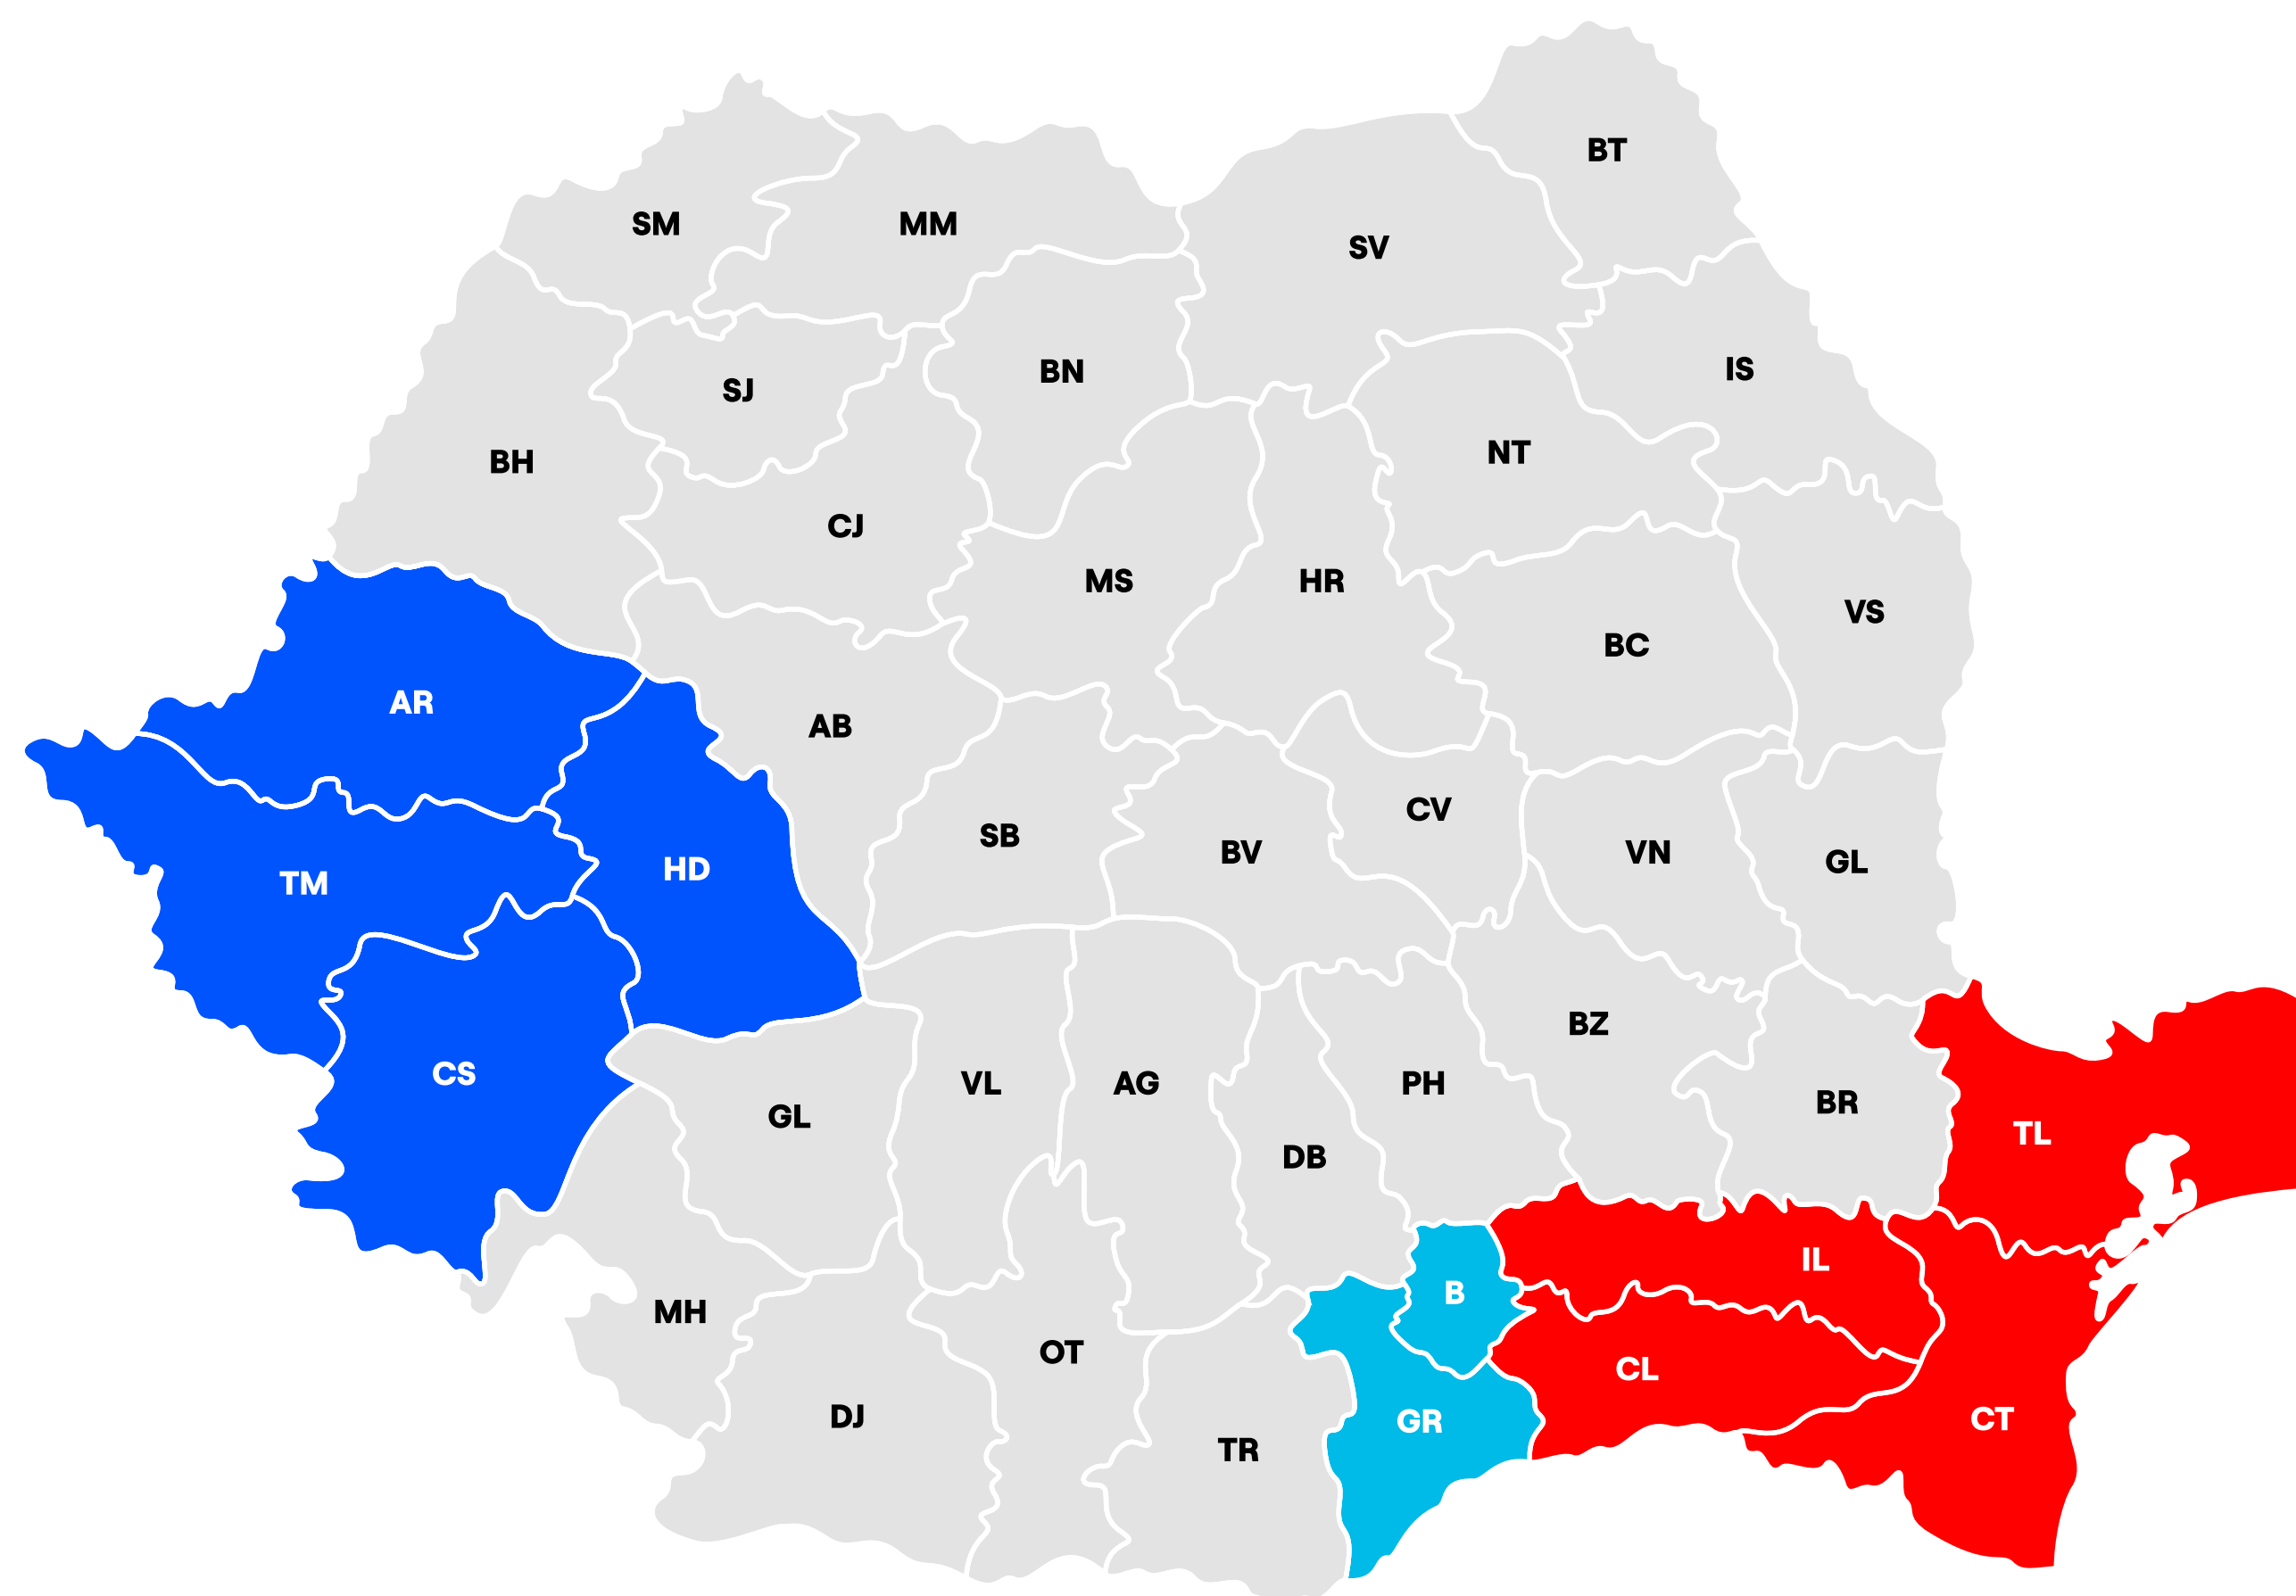 BT
SM
MM
SV
IS
BN
SJ
NT
BH
CJ
MS
HR
VS
BC
AR
AB
CV
SB
BV
VN
GL
HD
TM
BZ
CS
VL
AG
PH
BR
GL
TL
DB
IL
B
MH
OT
CL
DJ
GR
CT
TR